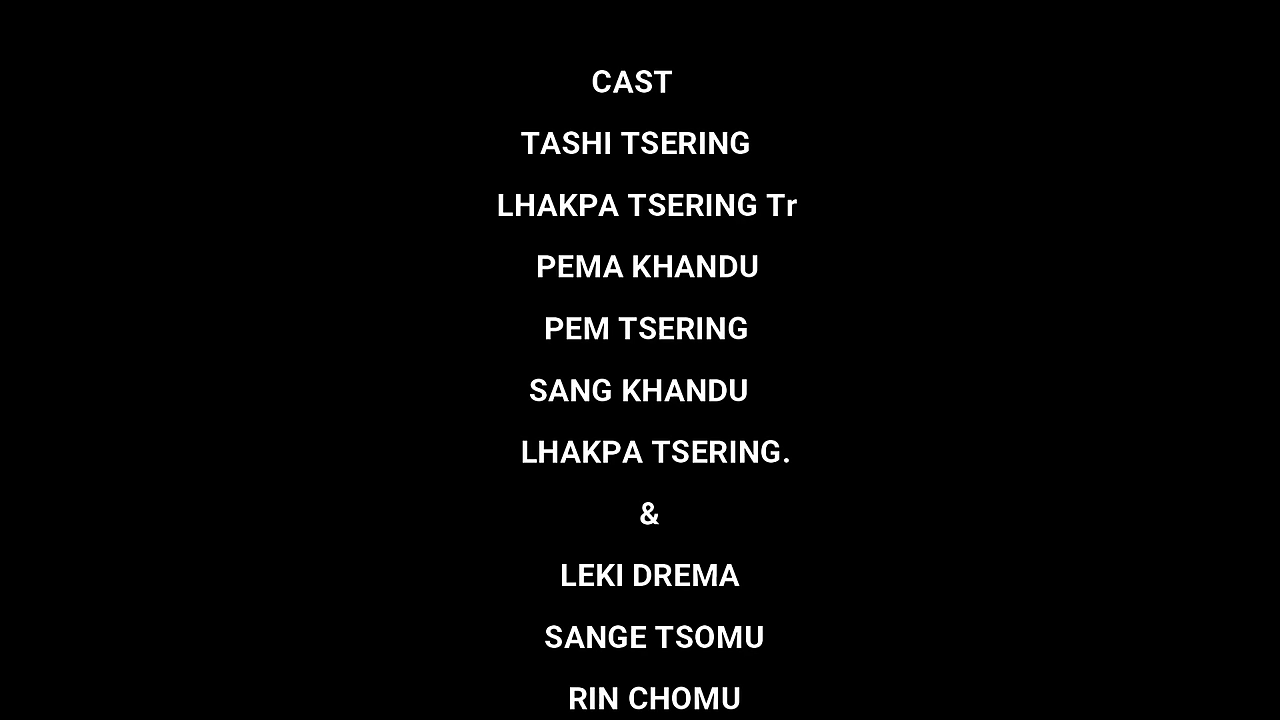 CAST
TASHI TSERING
LHAKPA TSERING Tr
PEMA KHANDU
PEM TSERING
SANG KHANDU
LHAKPA TSERING.
&
LEKI DREMA
SANGE TSOMU
RIN CHOMU